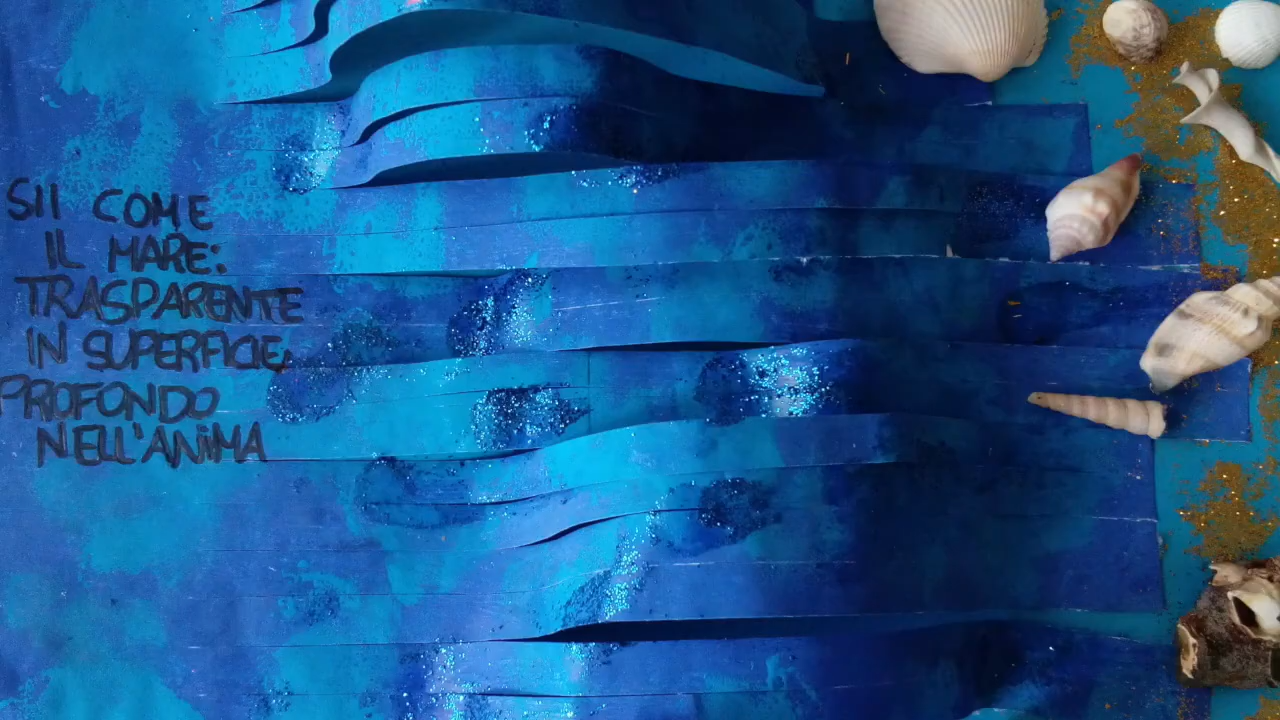 SII COME
IL MARE:
TRASPARENTE
IN SUPERFICIE,
PROFONDO
NELL'ANiMA